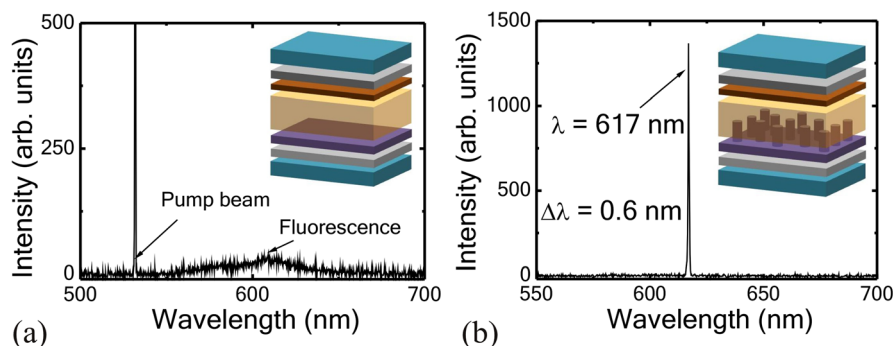 Intensity (arb. units)
500
250
0
Pump beam
Fluorescence
500
600
700
Wavelength (nm)
(a)
Intensity (arb. units)
1500
1000
500
0
λ = 617 nm
Δλ = 0.6 nm
550
600
650
700
Wavelength (nm)
(b)